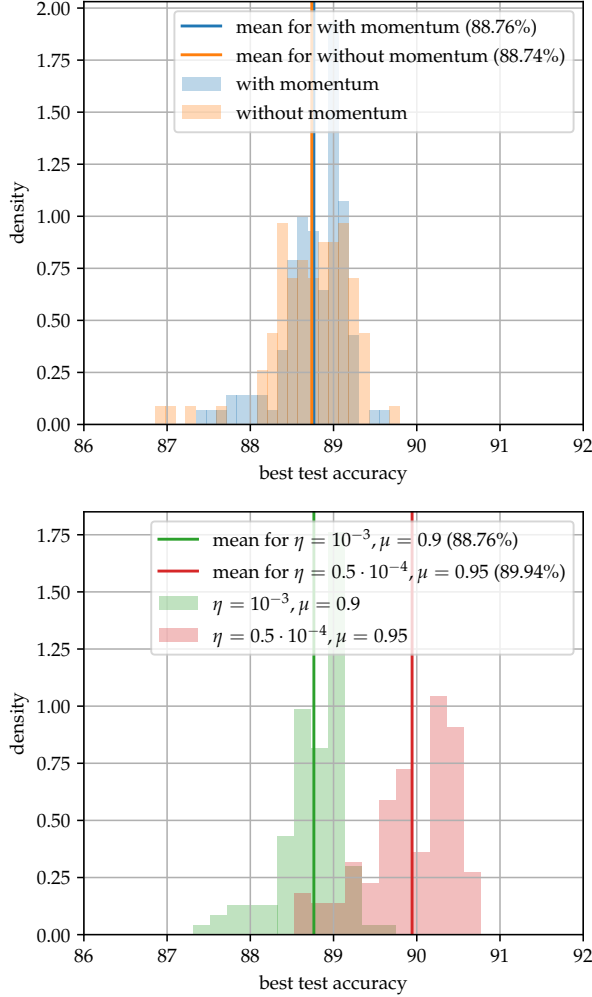 2.00
1.75
1.50
1.25
1.00
0.75
0.50
0.25
0.00
density
mean for with momentum (88.76%)
mean for without momentum (88.74%)
with momentum
without momentum
86 87 88 89 90 91 92
best test accuracy
1.75
1.50
1.25
1.00
0.75
0.50
0.25
0.00
density
mean for η = 10⁻³, μ = 0.9 (88.76%)
mean for η = 0.5 · 10⁻⁴, μ = 0.95 (89.94%)
η = 10⁻³, μ = 0.9
η = 0.5 · 10⁻⁴, μ = 0.95
86 87 88 89 90 91 92
best test accuracy